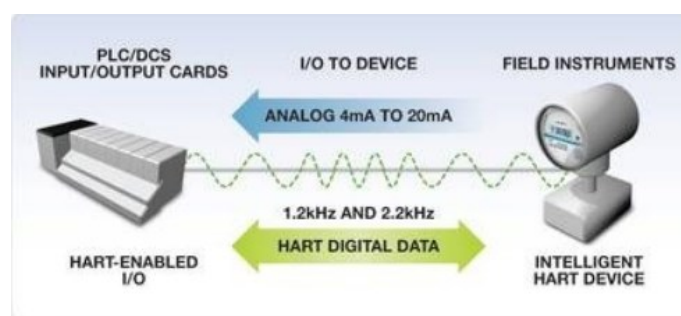 PLC/DCS
INPUT/OUTPUT CARDS
I/O TO DEVICE
FIELD INSTRUMENTS
ANALOG 4mA TO 20mA
1.2kHz AND 2.2kHz
HART DIGITAL DATA
HART-ENABLED
I/O
INTELLIGENT
HART DEVICE